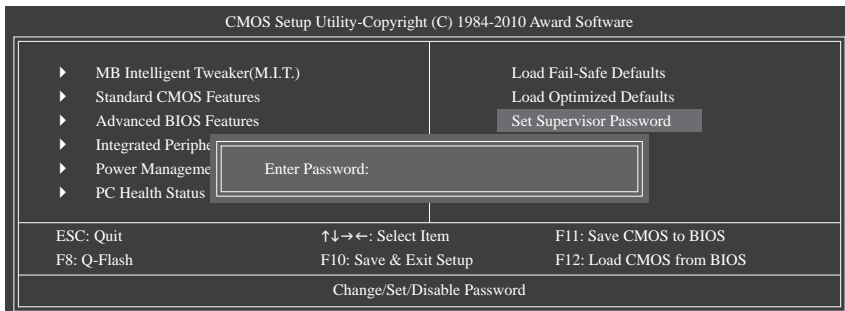 CMOS Setup Utility-Copyright (C) 1984-2010 Award Software
MB Intelligent Tweaker(M.I.T.)
Standard CMOS Features
Advanced BIOS Features
Integrated Periphe
Power Manageme
PC Health Status
Load Fail-Safe Defaults
Load Optimized Defaults
Set Supervisor Password
Enter Password:
ESC: Quit ↑↓→←: Select Item F11: Save CMOS to BIOS
F8: Q-Flash F10: Save & Exit Setup F12: Load CMOS from BIOS
Change/Set/Disable Password